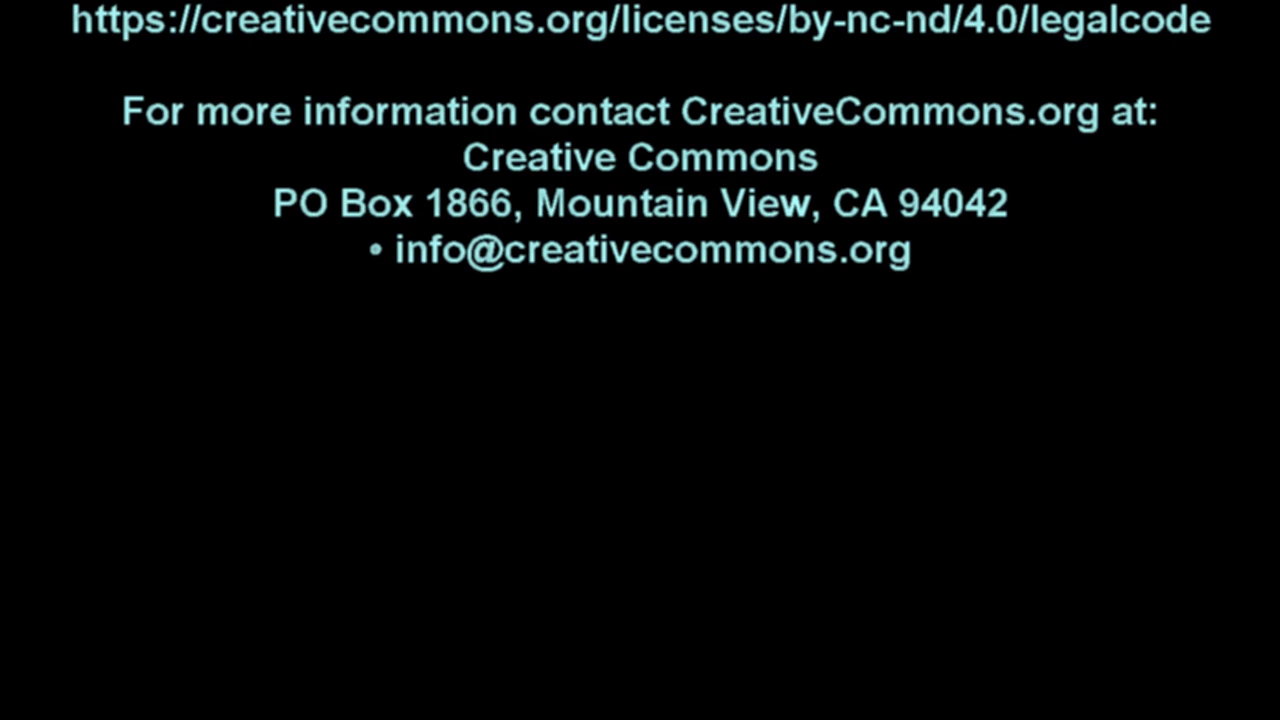 https://creativecommons.org/licenses/by-nc-nd/4.0/legalcode
For more information contact CreativeCommons.org at:
Creative Commons
PO Box 1866, Mountain View, CA 94042
• info@creativecommons.org